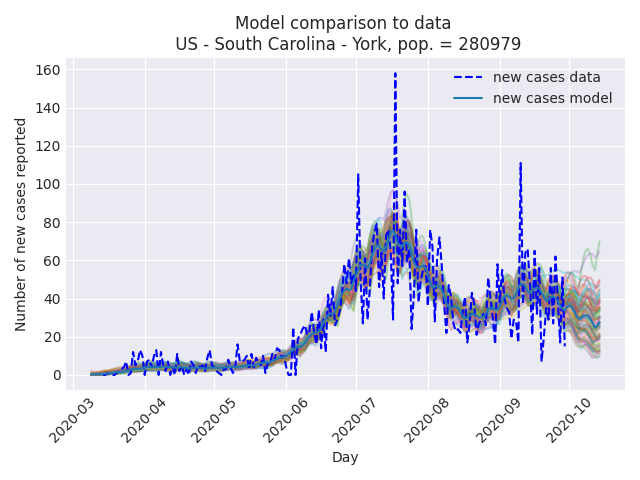 Model comparison to data
US - South Carolina - York, pop. = 280979
new cases data
new cases model
Number of new cases reported
160
140
120
100
80
60
40
20
0
2020-03
2020-04
2020-05
2020-06
2020-07
2020-08
2020-09
2020-10
Day